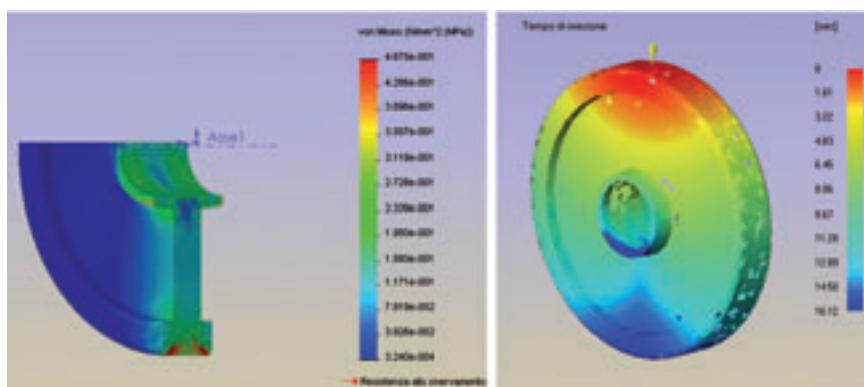 von Mises (N/mm^2 (MPa))
4.675e-001
4.286e-001
3.896e-001
3.507e-001
3.118e-001
2.728e-001
2.339e-001
1.950e-001
1.560e-001
1.171e-001
7.819e-002
3.926e-002
3.240e-004
Resistenza allo snervamento
Asse1
Tempo di iniezione
[sec]
0
1.61
3.22
4.83
6.45
8.06
9.67
11.28
12.89
14.50
16.12